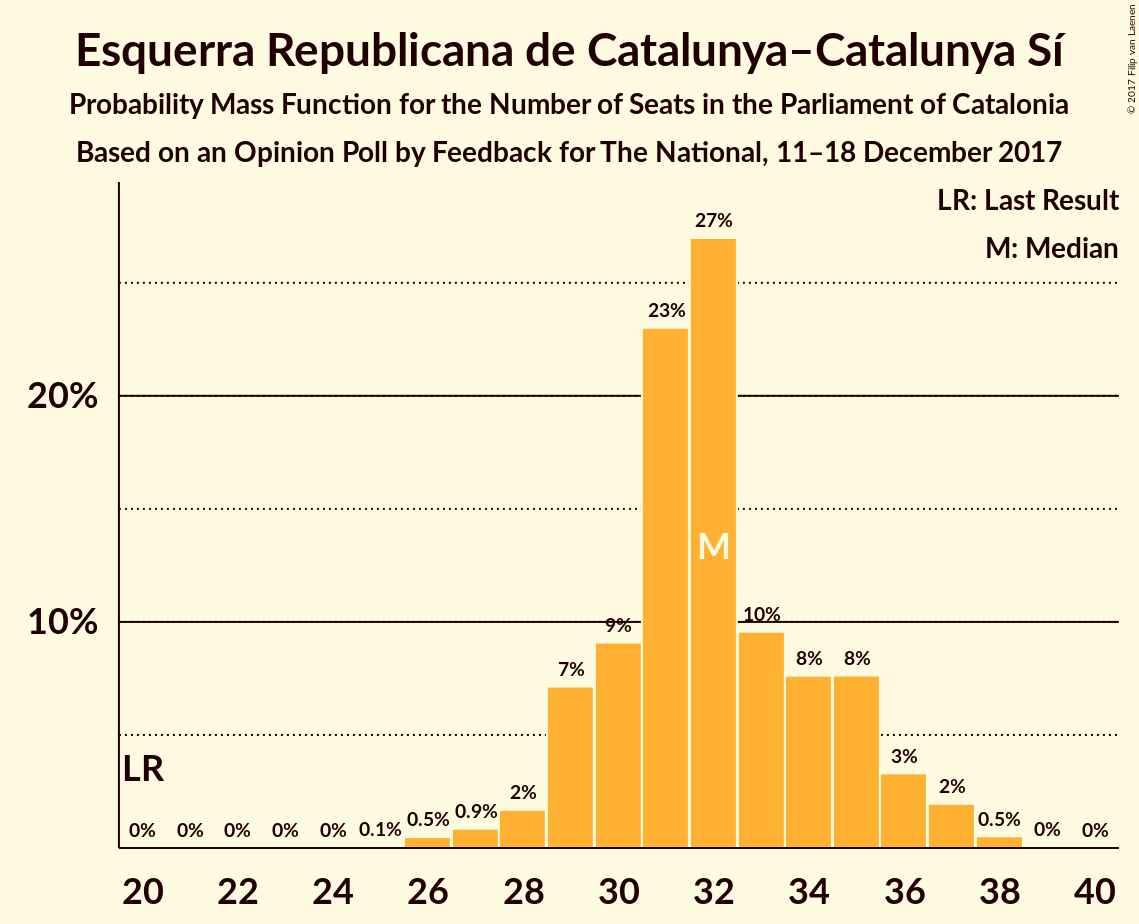 Esquerra Republicana de Catalunya–Catalunya Sí
Probability Mass Function for the Number of Seats in the Parliament of Catalonia
Based on an Opinion Poll by Feedback for The National, 11–18 December 2017
© 2017 Filip van Laenen
LR: Last Result
M: Median
27%
23%
20%
M
10%
9%
10%
7%
8%
8%
LR
3%
2%
2%
0%
0%
0%
0%
0%
0.1%
0.5%
0.9%
0.5%
0%
0%
20 22 24 26 28 30 32 34 36 38 40